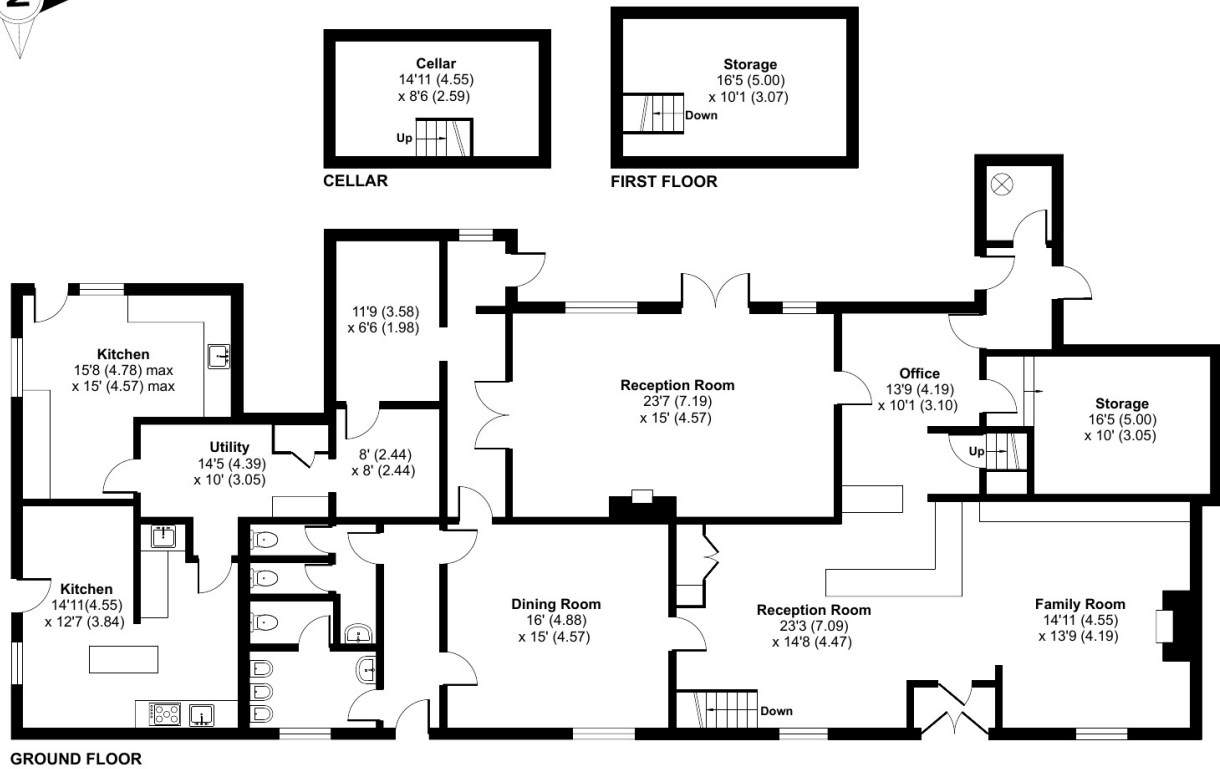 Cellar
14'11 (4.55)
x 8'6 (2.59)
Up
CELLAR
Storage
16'5 (5.00)
x 10'1 (3.07)
Down
FIRST FLOOR
Kitchen
15'8 (4.78) max
x 15' (4.57) max
11'9 (3.58)
x 6'6 (1.98)
Reception Room
23'7 (7.19)
x 15' (4.57)
Office
13'9 (4.19)
x 10'1 (3.10)
Storage
16'5 (5.00)
x 10' (3.05)
Up
Utility
14'5 (4.39)
x 10' (3.05)
8' (2.44)
x 8' (2.44)
Kitchen
14'11(4.55)
x 12'7 (3.84)
Dining Room
16' (4.88)
x 15' (4.57)
Reception Room
23'3 (7.09)
x 14'8 (4.47)
Family Room
14'11 (4.55)
x 13'9 (4.19)
Down
GROUND FLOOR